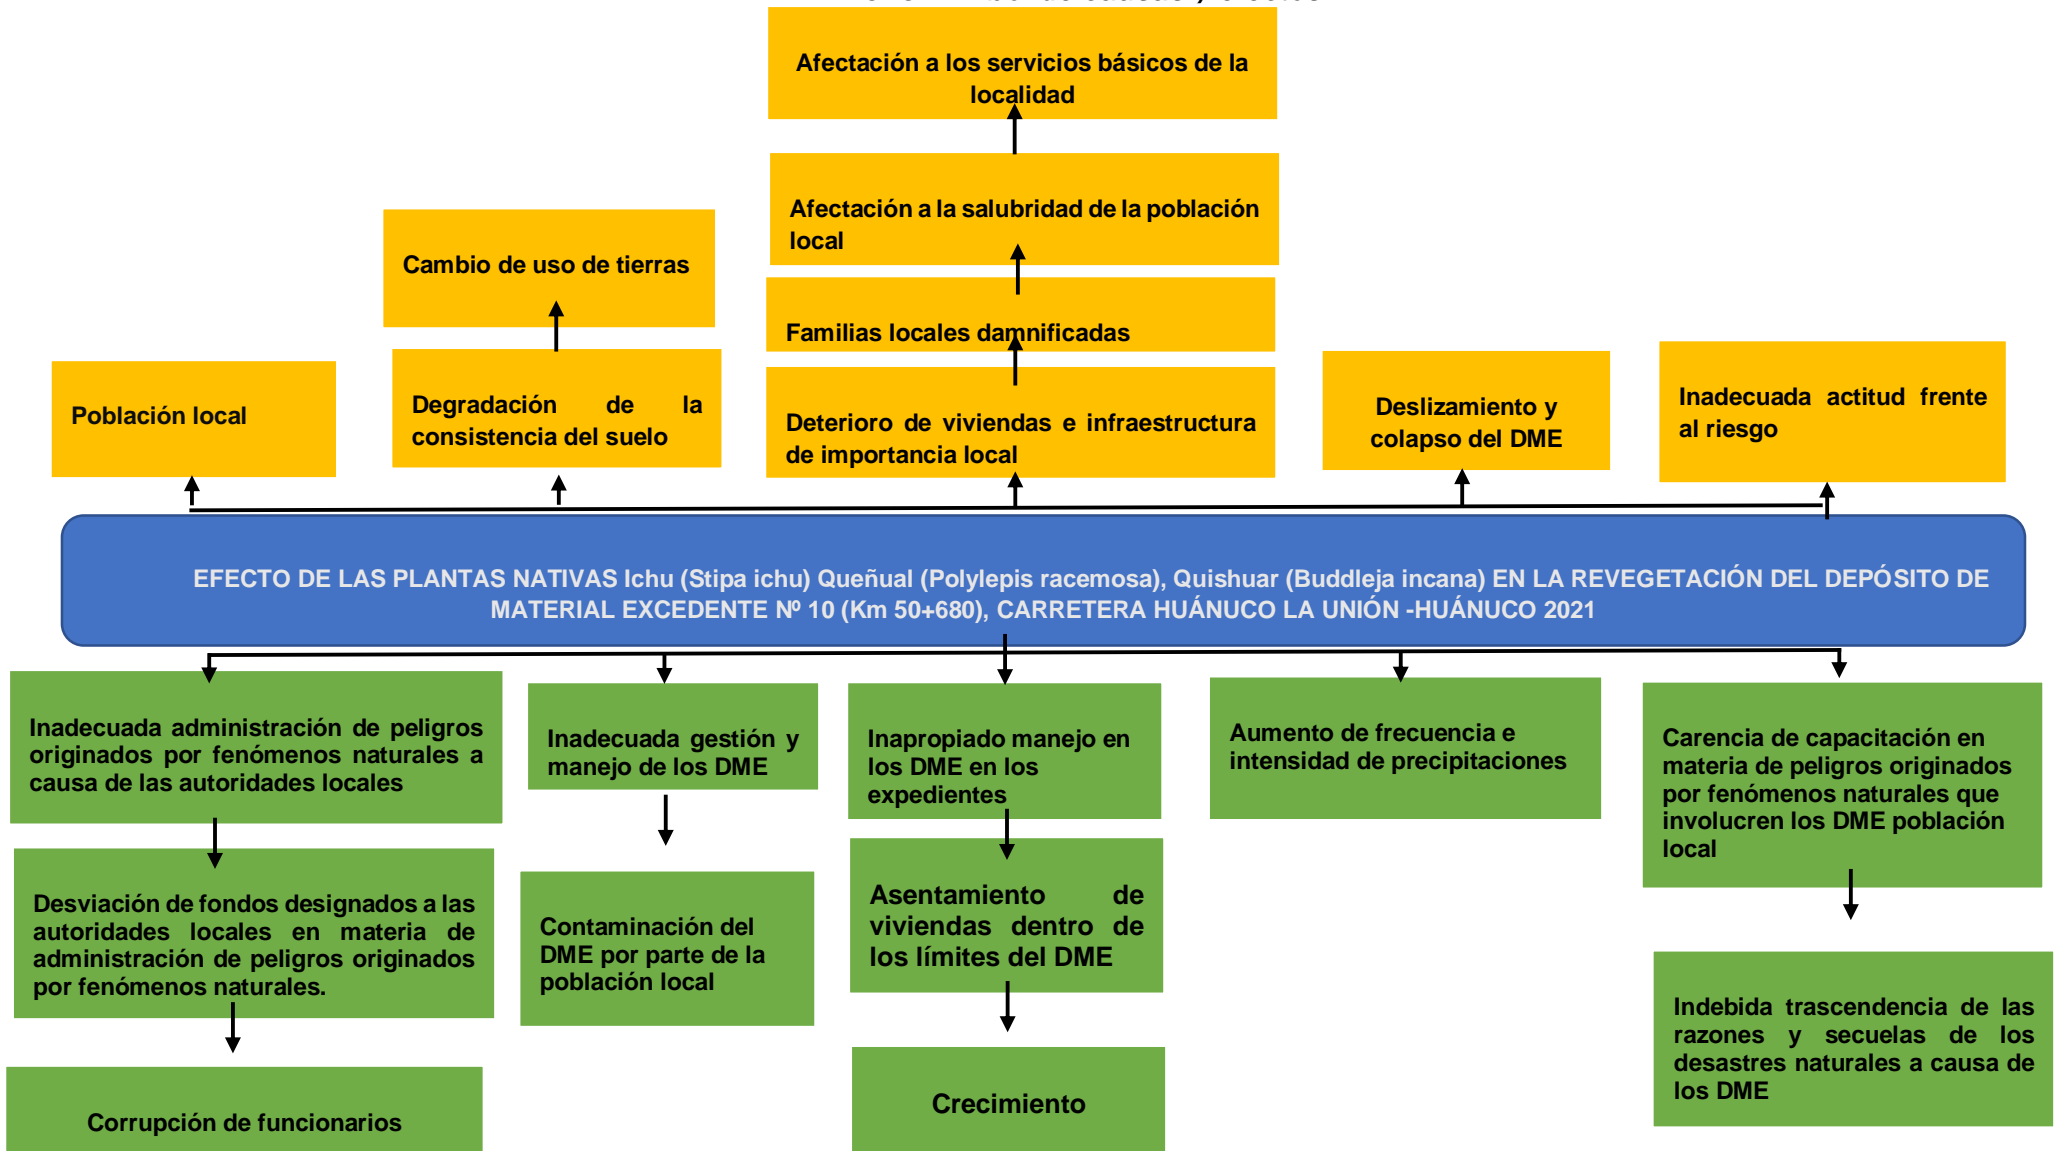 Afectación a los servicios básicos de la
localidad
Afectación a la salubridad de la población
local
Cambio de uso de tierras
Familias locales damnificadas
Población local
Degradación de la
consistencia del suelo
Deterioro de viviendas e infraestructura
de importancia local
Deslizamiento y
colapso del DME
Inadecuada actitud frente
al riesgo
EFECTO DE LAS PLANTAS NATIVAS Ichu (Stipa ichu) Queñual (Polylepis racemosa), Quishuar (Buddleja incana) EN LA REVEGETACIÓN DEL DEPÓSITO DE
MATERIAL EXCEDENTE Nº 10 (Km 50+680), CARRETERA HUÁNUCO LA UNIÓN -HUÁNUCO 2021
Inadecuada administración de peligros
originados por fenómenos naturales a
causa de las autoridades locales
Inadecuada gestión y
manejo de los DME
Inapropiado manejo en
los DME en los
expedientes
Aumento de frecuencia e
intensidad de precipitaciones
Carencia de capacitación en
materia de peligros originados
por fenómenos naturales que
involucren los DME población
local
Desviación de fondos designados a las
autoridades locales en materia de
administración de peligros originados
por fenómenos naturales.
Contaminación del
DME por parte de la
población local
Asentamiento de
viviendas dentro de
los límites del DME
Indebida trascendencia de las
razones y secuelas de los
desastres naturales a causa de
los DME
Corrupción de funcionarios
Crecimiento